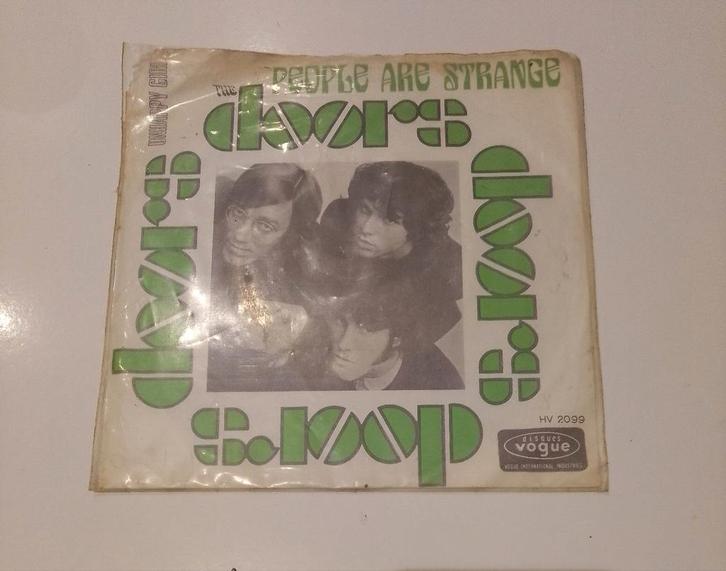 PEOPLE ARE STRANGE
UNHAPPY GIRL
THE
doors
doors
doors
doors
HV 2099
disques
vogue
VOGUE INTERNATIONAL INDUSTRIES